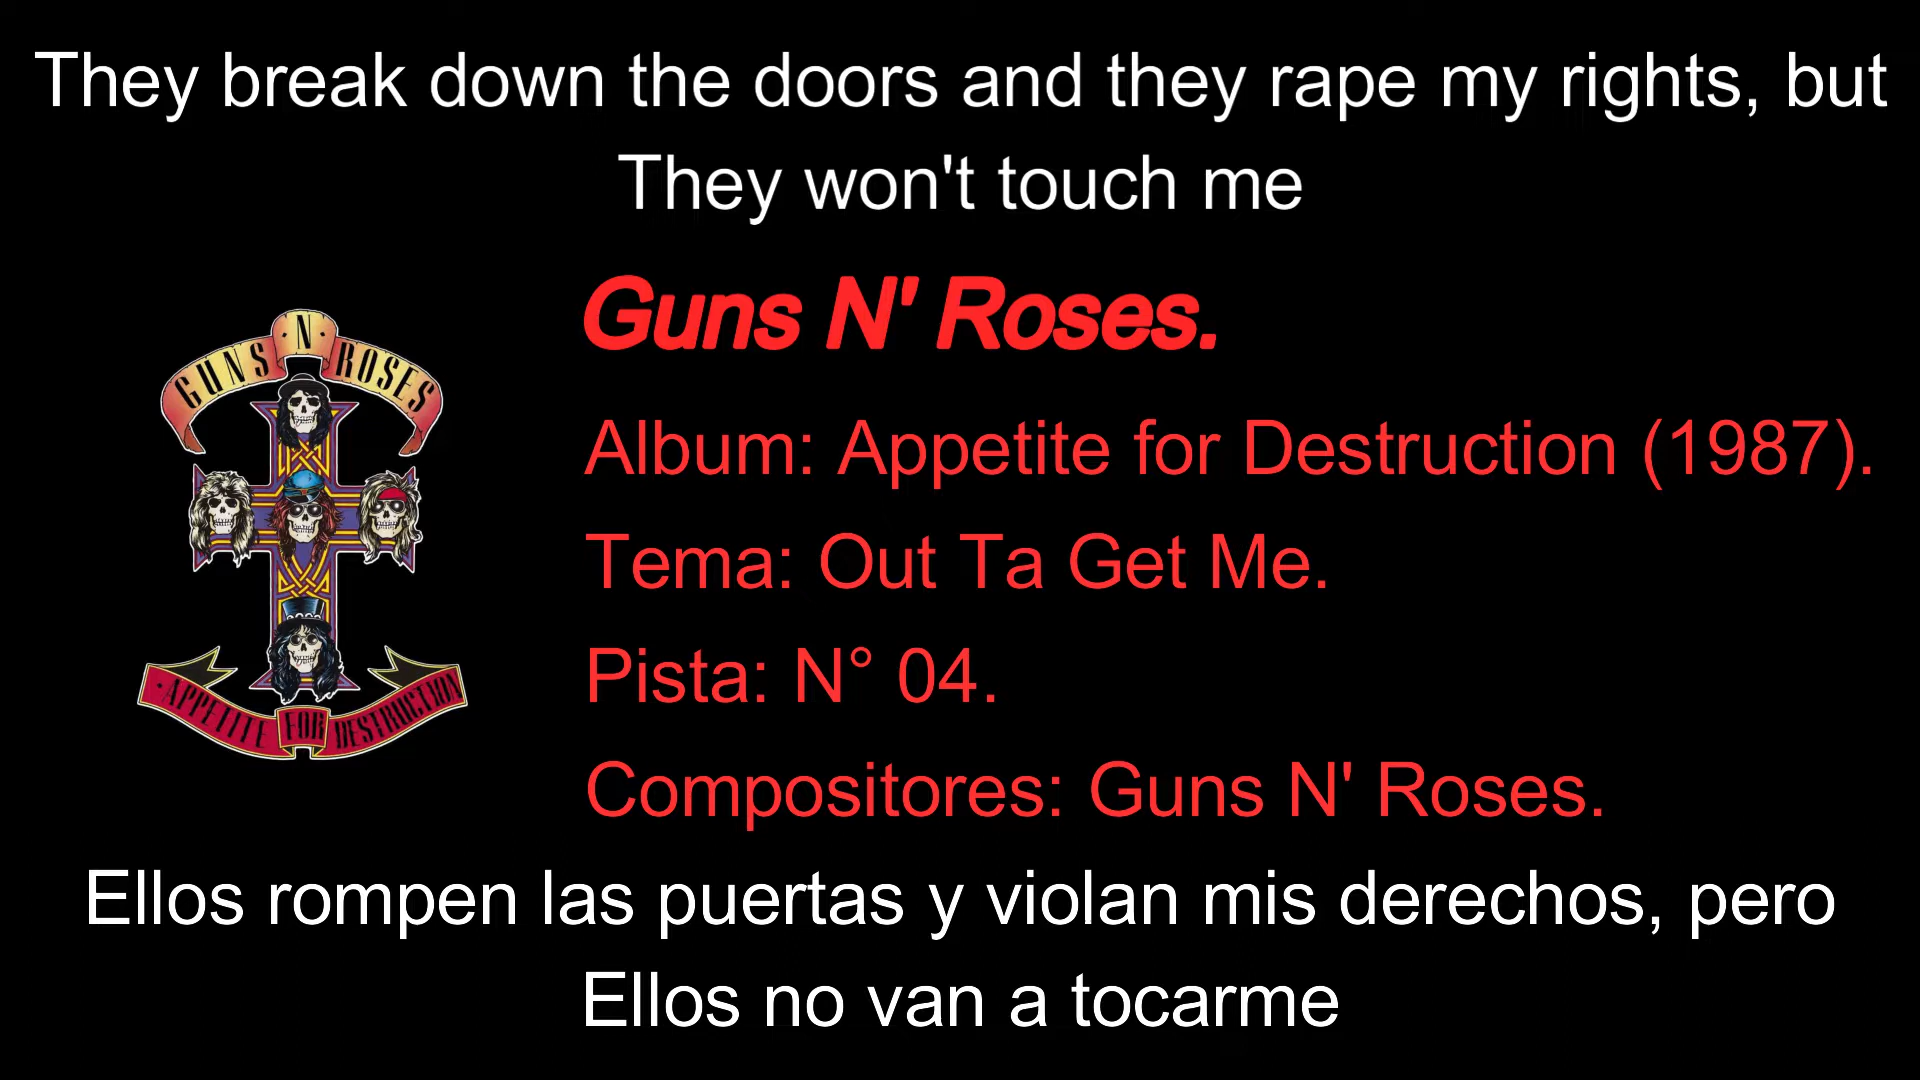 They break down the doors and they rape my rights, but
They won't touch me
Guns N' Roses.
GUNS ·N· ROSES
Album: Appetite for Destruction (1987).
Tema: Out Ta Get Me.
Pista: N° 04.
·APPETITE FOR DESTRUCTION
Compositores: Guns N' Roses.
Ellos rompen las puertas y violan mis derechos, pero
Ellos no van a tocarme